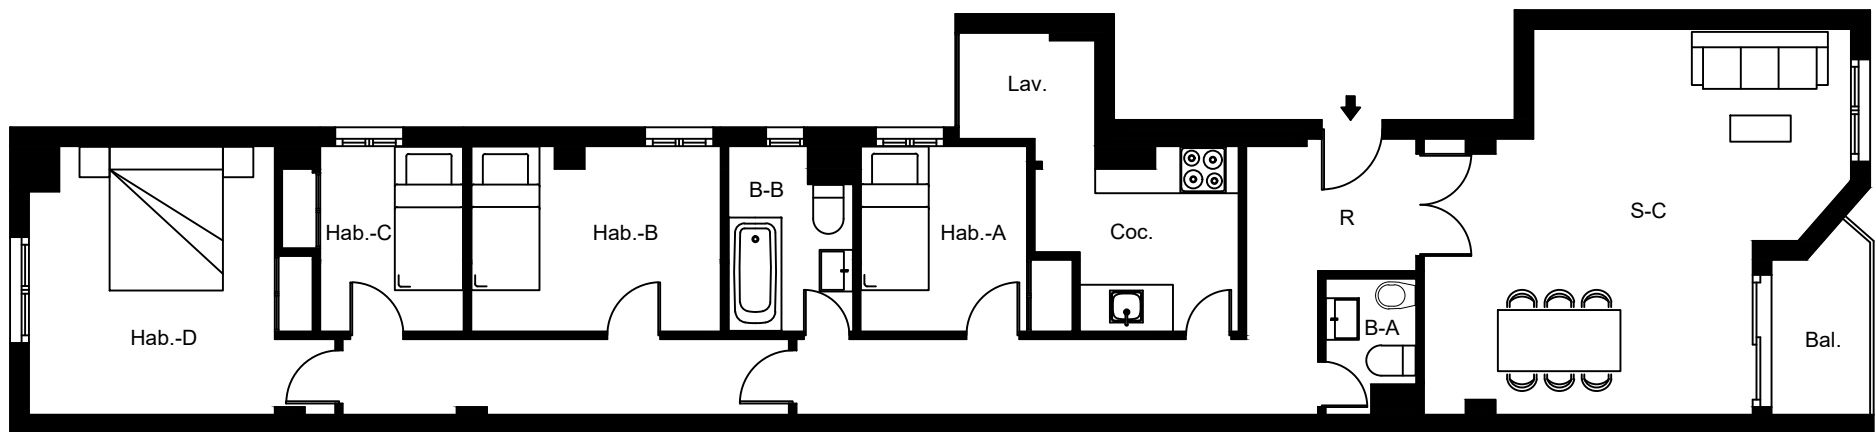 Lav.
B-B
Hab.-C
Hab.-B
Hab.-A
Coc.
R
S-C
Hab.-D
B-A
Bal.